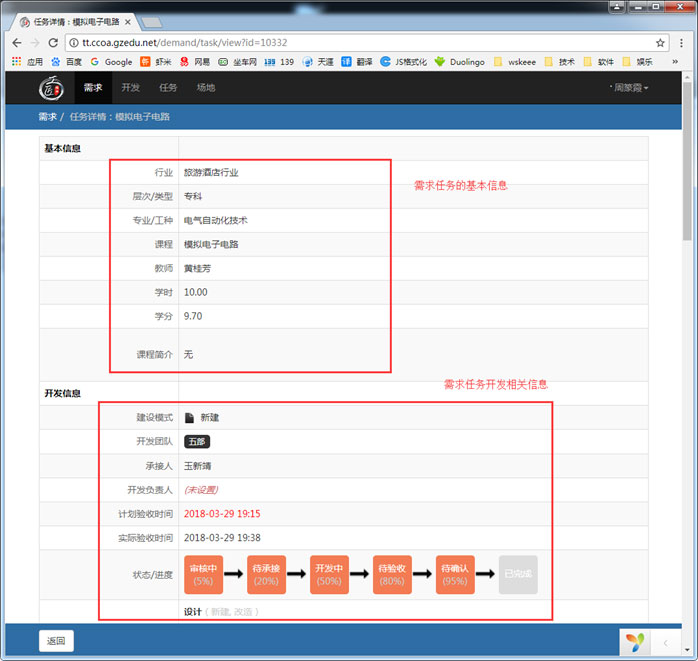 任务详情：模拟电子电路
tt.ccoa.gzedu.net/demand/task/view?id=10332
应用 百度 Google 虾米 网易 坐车网 139 139 天涯 译 翻译 JS格式化 Duolingo wskeee 技术 软件 娱乐 »
需求 开发 任务 场地
需求 / 任务详情：模拟电子电路
基本信息
行业 旅游酒店行业
需求任务的基本信息
层次/类型 专科
专业/工种 电气自动化技术
课程 模拟电子电路
教师 黄桂芳
学时 10.00
学分 9.70
课程简介 无
需求任务开发相关信息
开发信息
建设模式 新建
开发团队 五部
承接人 玉新靖
开发负责人 (未设置)
计划验收时间 2018-03-29 19:15
实际验收时间 2018-03-29 19:38
状态/进度 审核中 (5%) 待承接 (20%) 开发中 (50%) 待验收 (80%) 待确认 (95%) 已完成
设计 ( 新建, 改造 )
返回